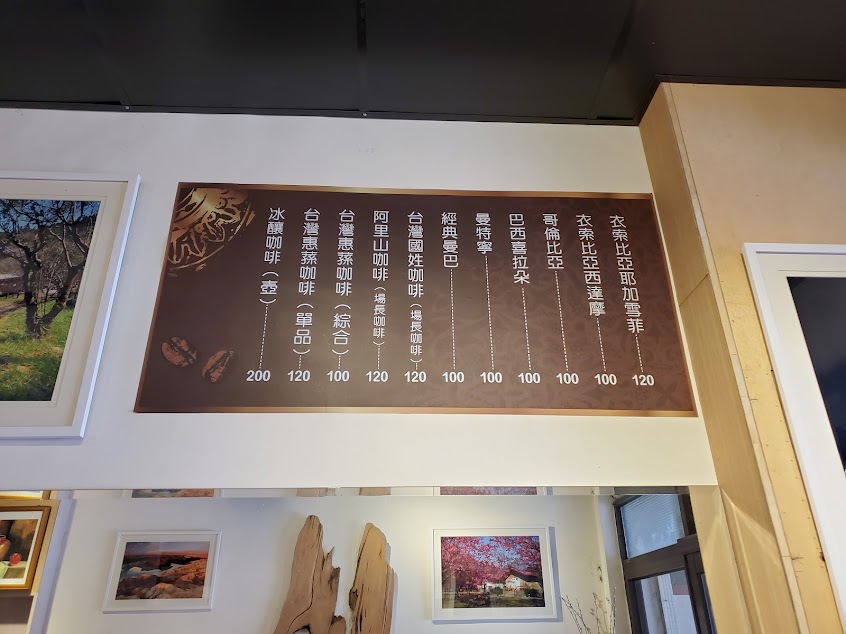 衣索比亞耶加雪菲 120
衣索比亞西達摩 100
哥倫比亞 100
巴西喜拉朵 100
曼特寧 100
經典曼巴 100
台灣國姓咖啡(場長咖啡) 120
阿里山咖啡(場長咖啡) 120
台灣惠蓀咖啡(綜合) 100
台灣惠蓀咖啡(單品) 120
冰釀咖啡(壺) 200